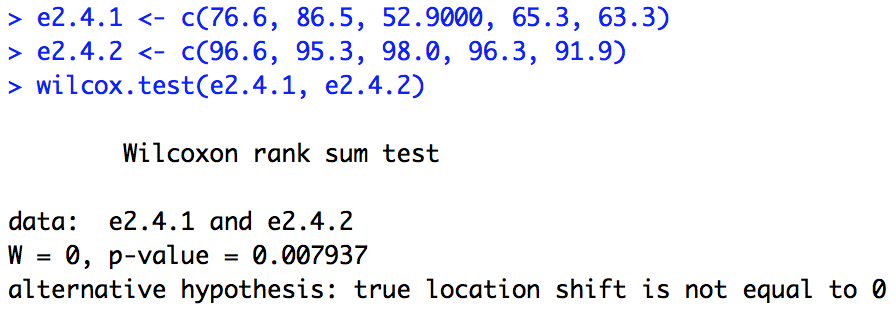 > e2.4.1 <- c(76.6, 86.5, 52.9000, 65.3, 63.3)
> e2.4.2 <- c(96.6, 95.3, 98.0, 96.3, 91.9)
> wilcox.test(e2.4.1, e2.4.2)
Wilcoxon rank sum test
data:  e2.4.1 and e2.4.2
W = 0, p-value = 0.007937
alternative hypothesis: true location shift is not equal to 0